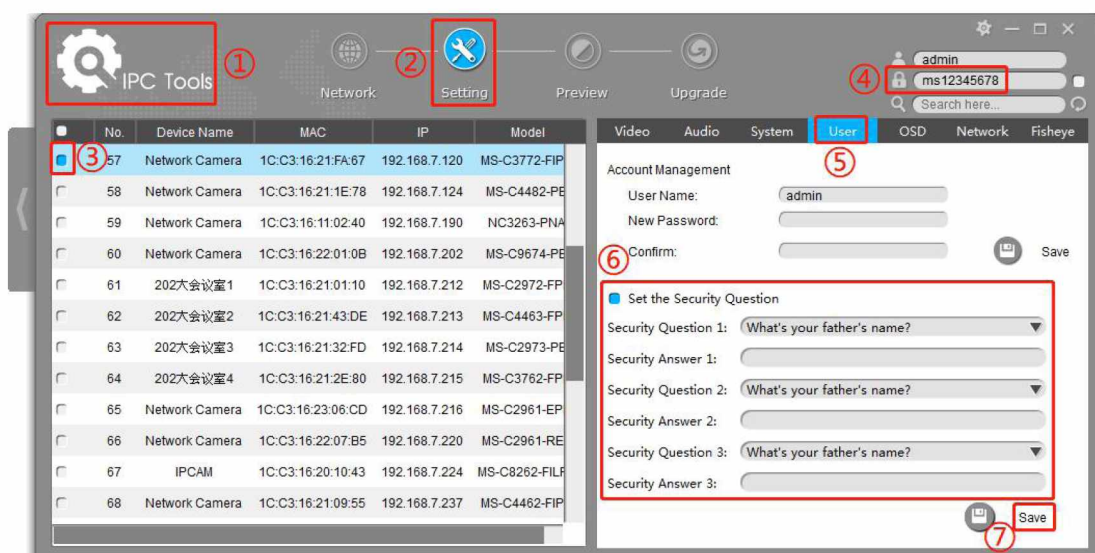 IPC Tools
①
②
Network
Setting
Preview
Upgrade
admin
④
ms12345678
Search here...
No. Device Name MAC IP Model
③
57 Network Camera 1C:C3:16:21:FA:67 192.168.7.120 MS-C3772-FIP
58 Network Camera 1C:C3:16:21:1E:78 192.168.7.124 MS-C4482-PE
59 Network Camera 1C:C3:16:11:02:40 192.168.7.190 NC3263-PNA
60 Network Camera 1C:C3:16:22:01:0B 192.168.7.202 MS-C9674-PE
61 202大会议室1 1C:C3:16:21:01:10 192.168.7.212 MS-C2972-FP
62 202大会议室2 1C:C3:16:21:43:DE 192.168.7.213 MS-C4463-FP
63 202大会议室3 1C:C3:16:21:32:FD 192.168.7.214 MS-C2973-PE
64 202大会议室4 1C:C3:16:21:2E:80 192.168.7.215 MS-C3762-FP
65 Network Camera 1C:C3:16:23:06:CD 192.168.7.216 MS-C2961-EP
66 Network Camera 1C:C3:16:22:07:B5 192.168.7.220 MS-C2961-RE
67 IPCAM 1C:C3:16:20:10:43 192.168.7.224 MS-C8262-FILP
68 Network Camera 1C:C3:16:21:09:55 192.168.7.237 MS-C4462-FIP
Video Audio System User OSD Network Fisheye
⑤
Account Management
User Name: admin
New Password:
⑥
Confirm:
Save
Set the Security Question
Security Question 1: What's your father's name?
Security Answer 1:
Security Question 2: What's your father's name?
Security Answer 2:
Security Question 3: What's your father's name?
Security Answer 3:
Save
⑦